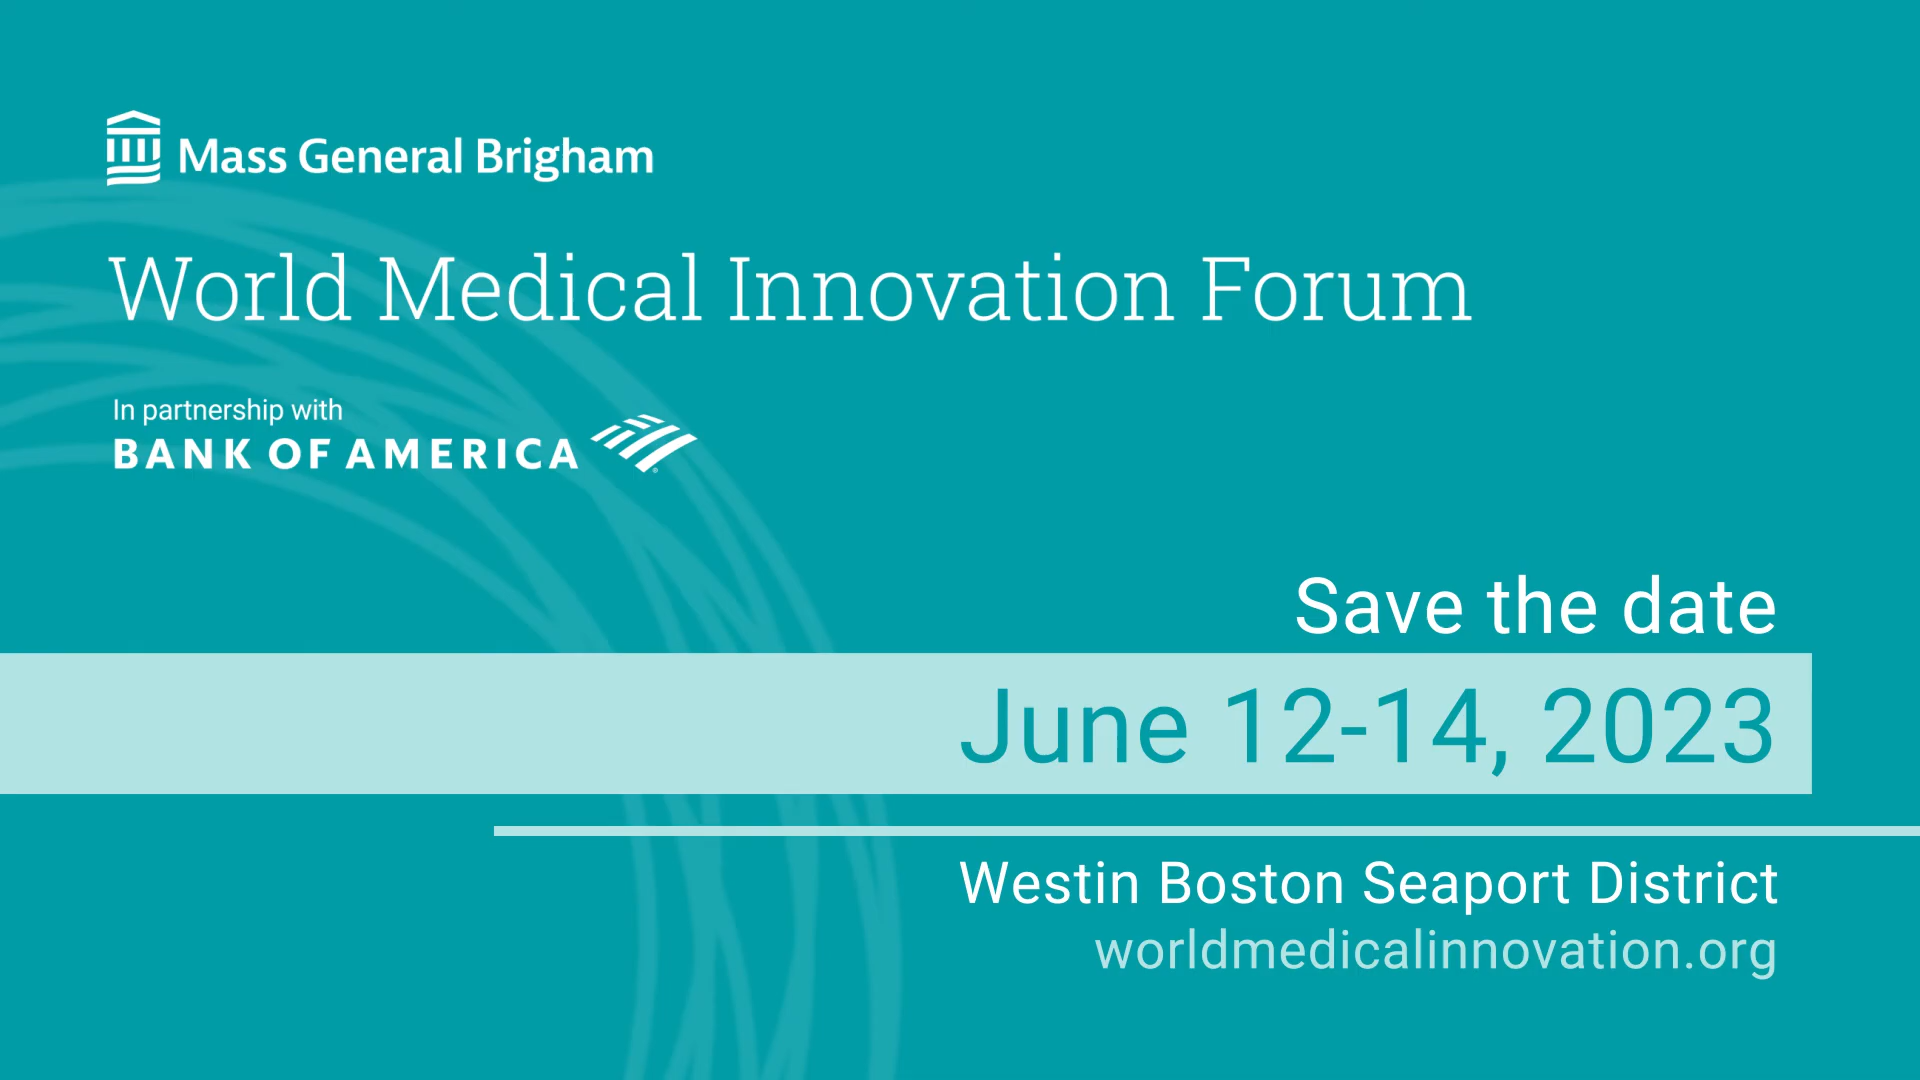 Mass General Brigham
World Medical Innovation Forum
In partnership with
BANK OF AMERICA
Save the date
June 12-14, 2023
Westin Boston Seaport District
worldmedicalinnovation.org